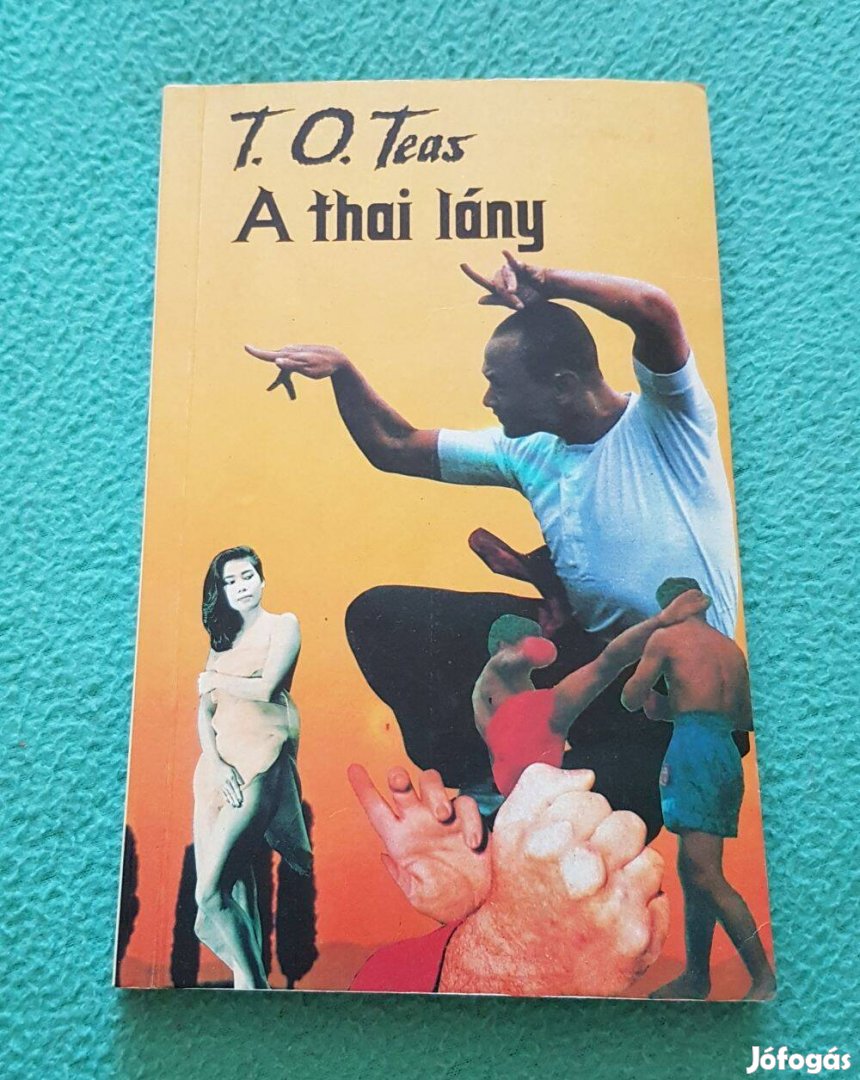 T. O. Teas
A thai lány
Jófogás